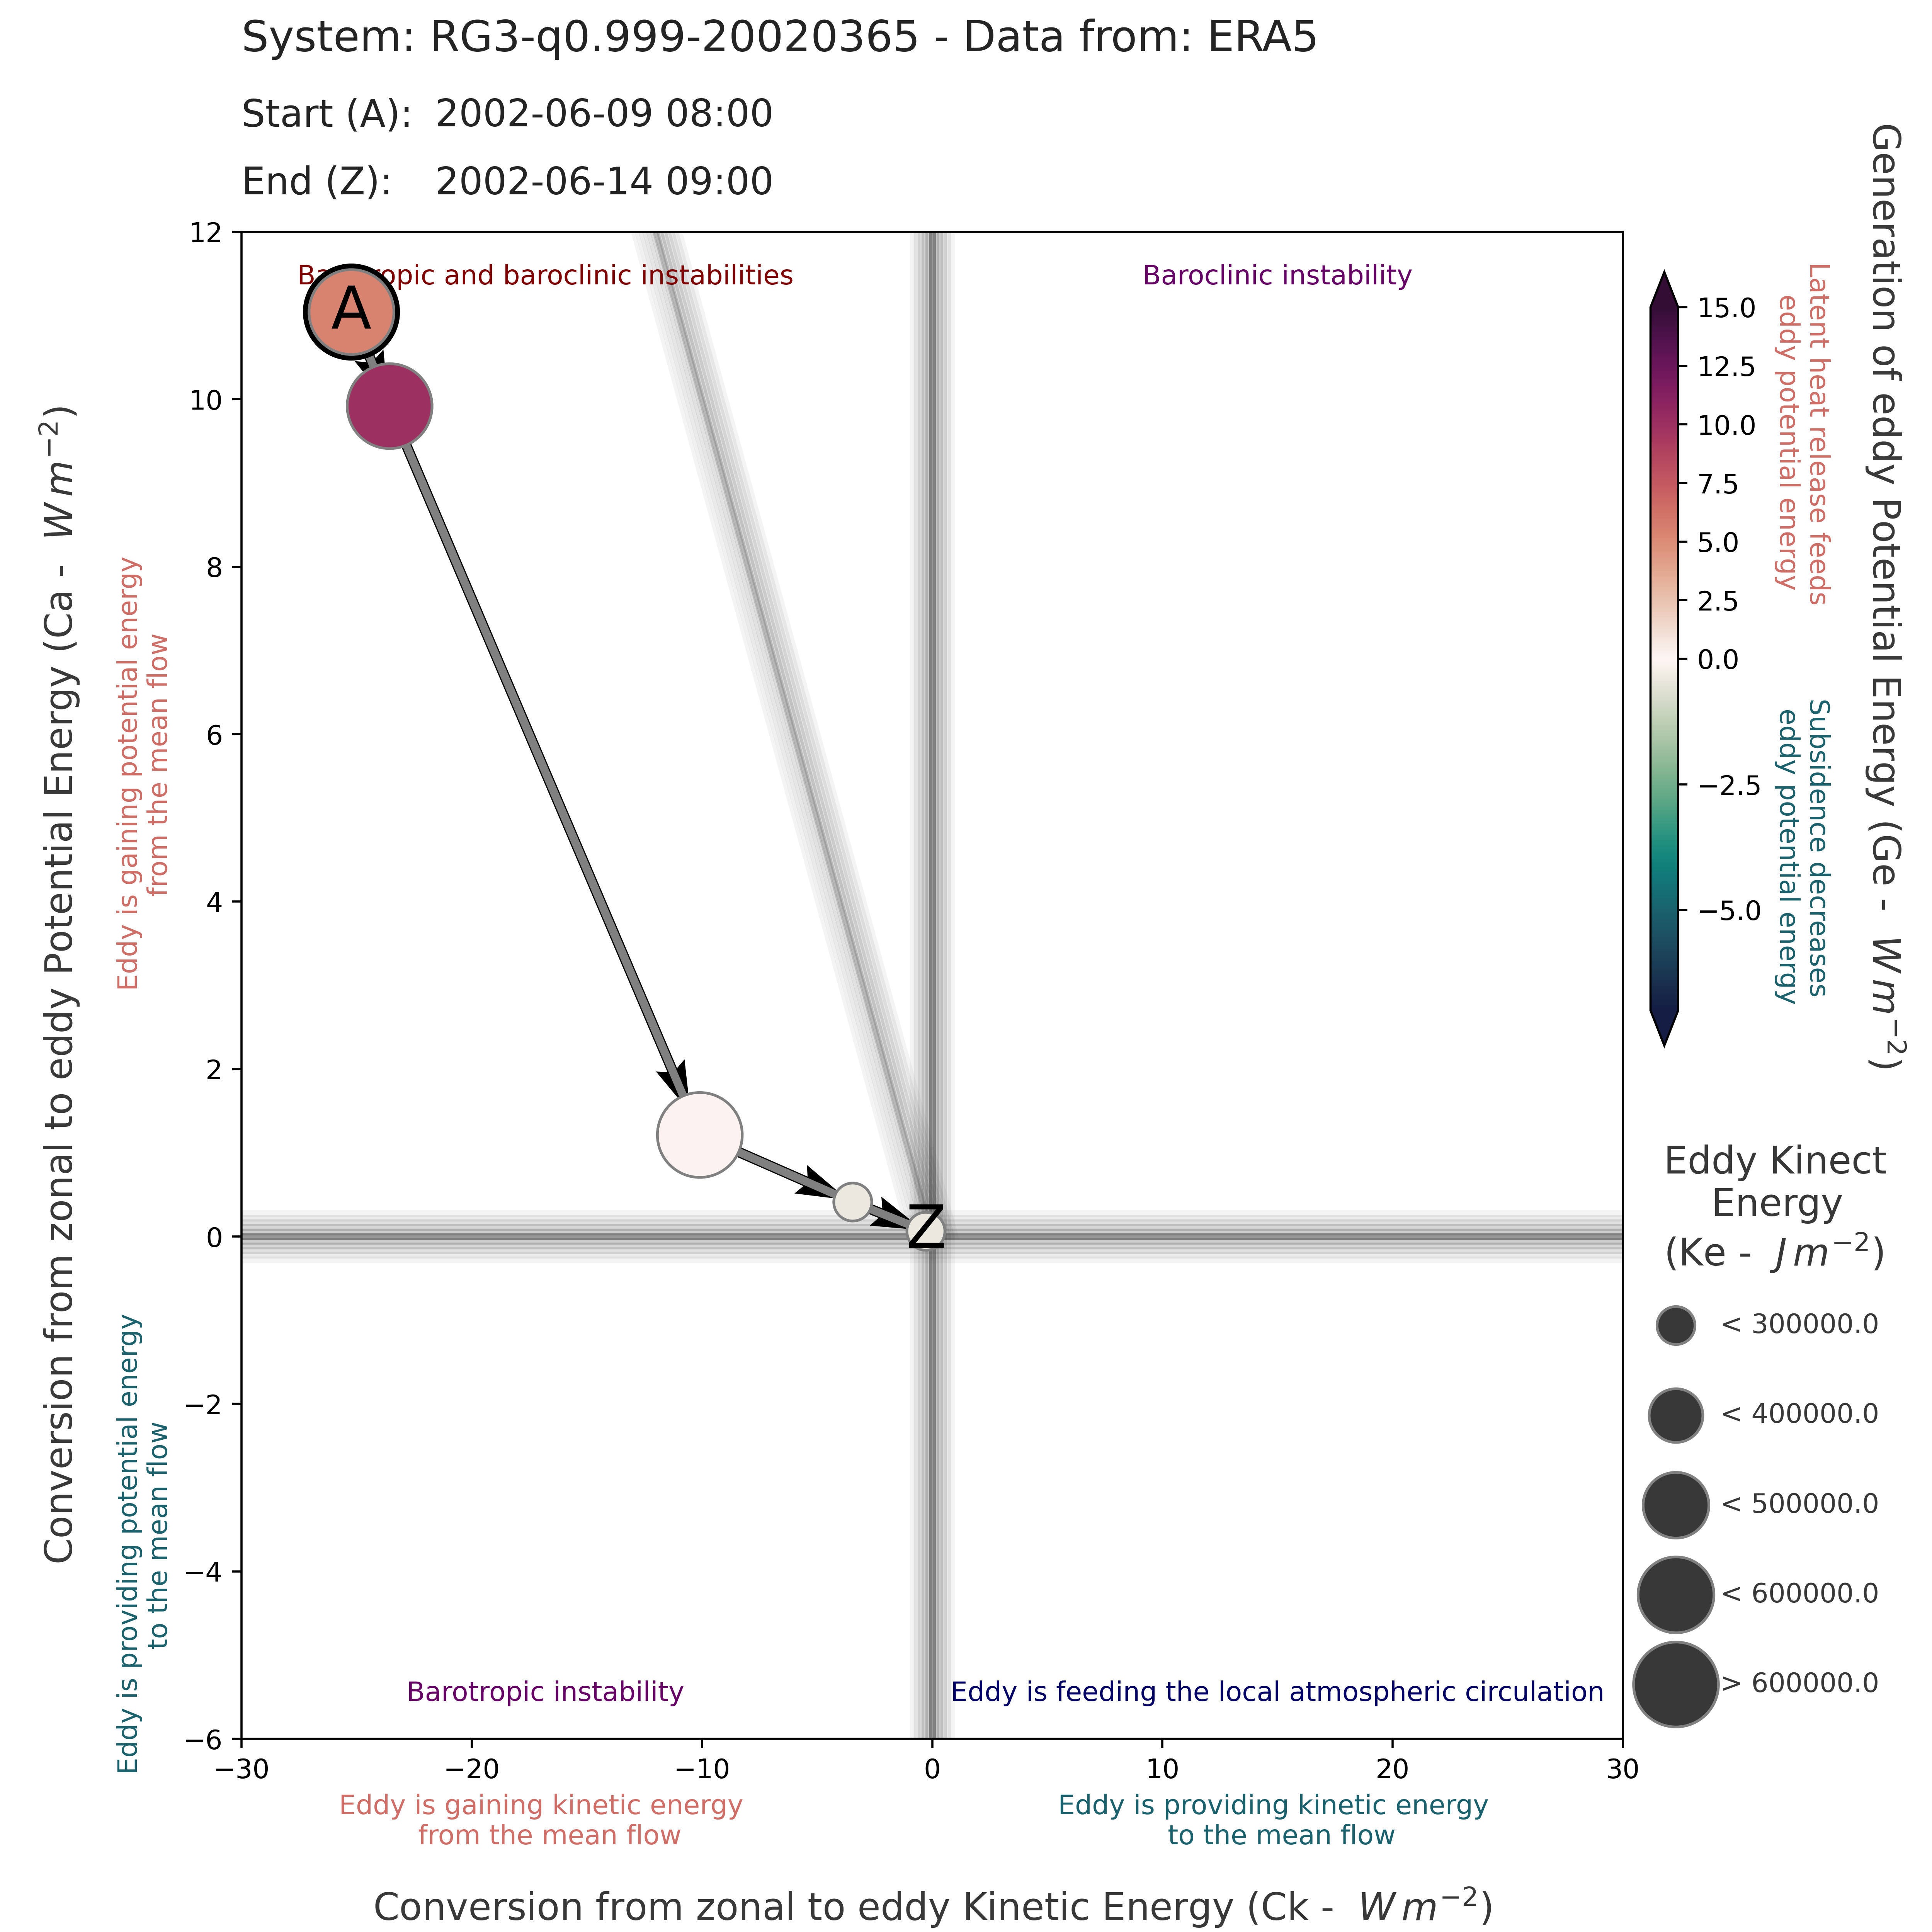 System: RG3-q0.999-20020365 - Data from: ERA5
Start (A): 2002-06-09 08:00
End (Z): 2002-06-14 09:00
Conversion from zonal to eddy Potential Energy (Ca - W m⁻²)
Eddy is gaining potential energy
from the mean flow
Eddy is providing potential energy
to the mean flow
12
10
8
6
4
2
0
−2
−4
−6
and baroclinic instabilities
Baroclinic instability
A
Z
Barotropic instability
Eddy is feeding the local atmospheric circulation
−30
−20
−10
0
10
20
30
Eddy is gaining kinetic energy
from the mean flow
Eddy is providing kinetic energy
to the mean flow
Conversion from zonal to eddy Kinetic Energy (Ck - W m⁻²)
15.0
12.5
10.0
7.5
5.0
2.5
0.0
−2.5
−5.0
Latent heat release feeds
eddy potential energy
Subsidence decreases
eddy potential energy
Generation of eddy Potential Energy (Ge - W m⁻²)
Eddy Kinect
Energy
(Ke - J m⁻²)
< 300000.0
< 400000.0
< 500000.0
< 600000.0
> 600000.0